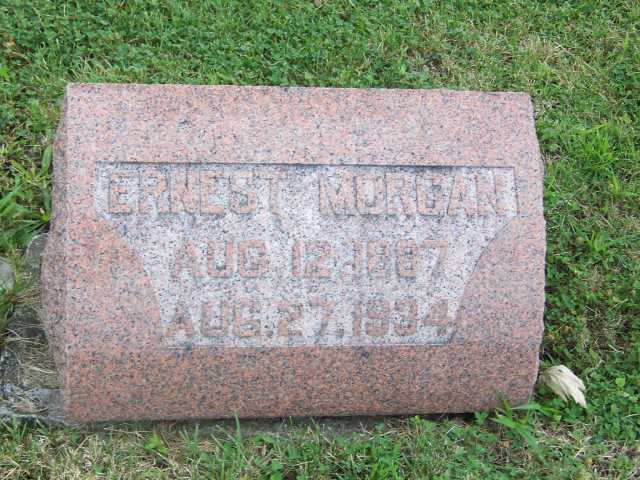 ERNEST MORGAN
AUG. 12, 1887
AUG. 27, 1934